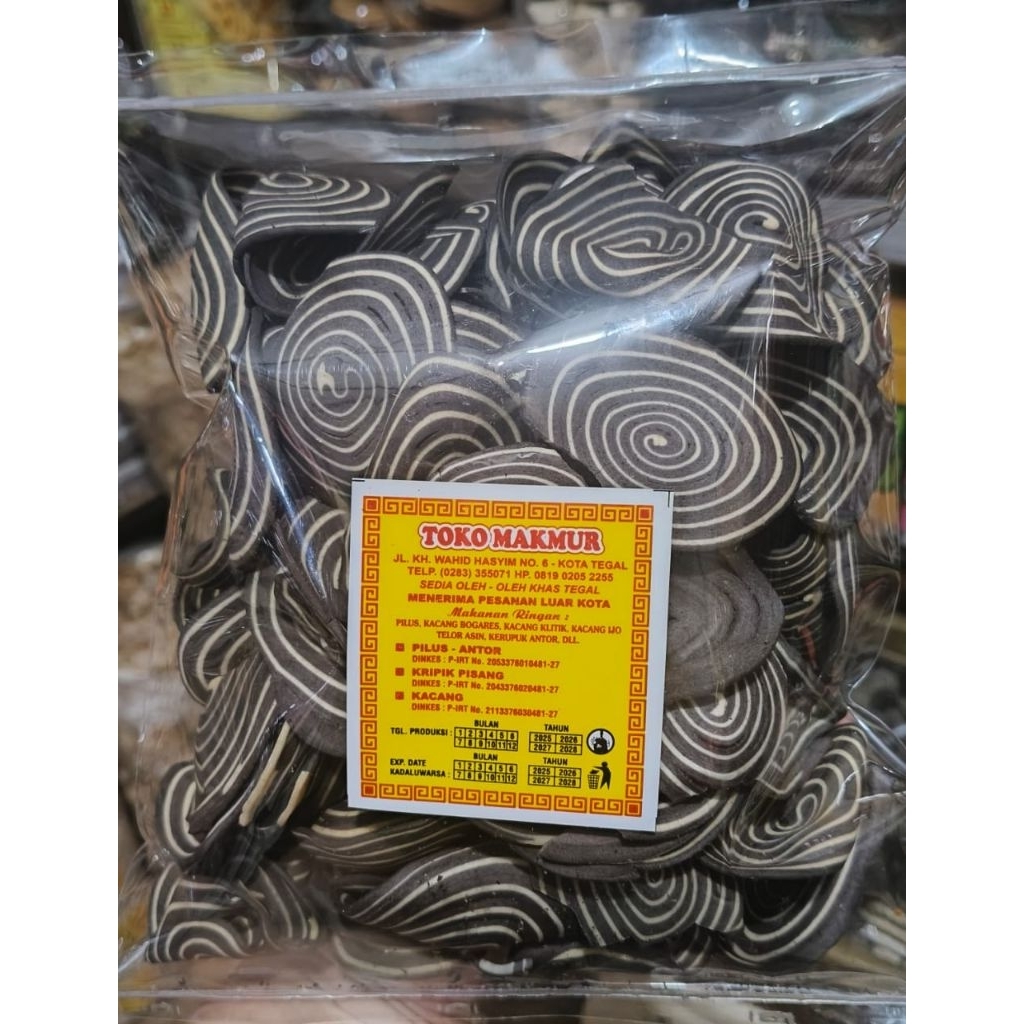 TOKO MAKMUR
JL. KH. WAHID HASYIM NO. 6 - KOTA TEGAL
TELP. (0283) 355071 HP. 0819 0205 2255
SEDIA OLEH - OLEH KHAS TEGAL
MENERIMA PESANAN LUAR KOTA
Makanan Ringan :
PILUS, KACANG BOGARES, KACANG KLITIK, KACANG IJO
TELOR ASIN, KERUPUK ANTOR, DLL.
PILUS - ANTOR
DINKES : P-IRT No. 2053376010481-27
KRIPIK PISANG
DINKES : P-IRT No. 2043376020481-27
KACANG
DINKES : P-IRT No. 2113376030481-27
BULAN TAHUN
TGL. PRODUKSI : 1 2 3 4 5 6 2025 2026
7 8 9 10 11 12 2027 2028
BULAN TAHUN
EXP. DATE 1 2 3 4 5 6 2025 2026
KADALUWARSA : 7 8 9 10 11 12 2027 2028